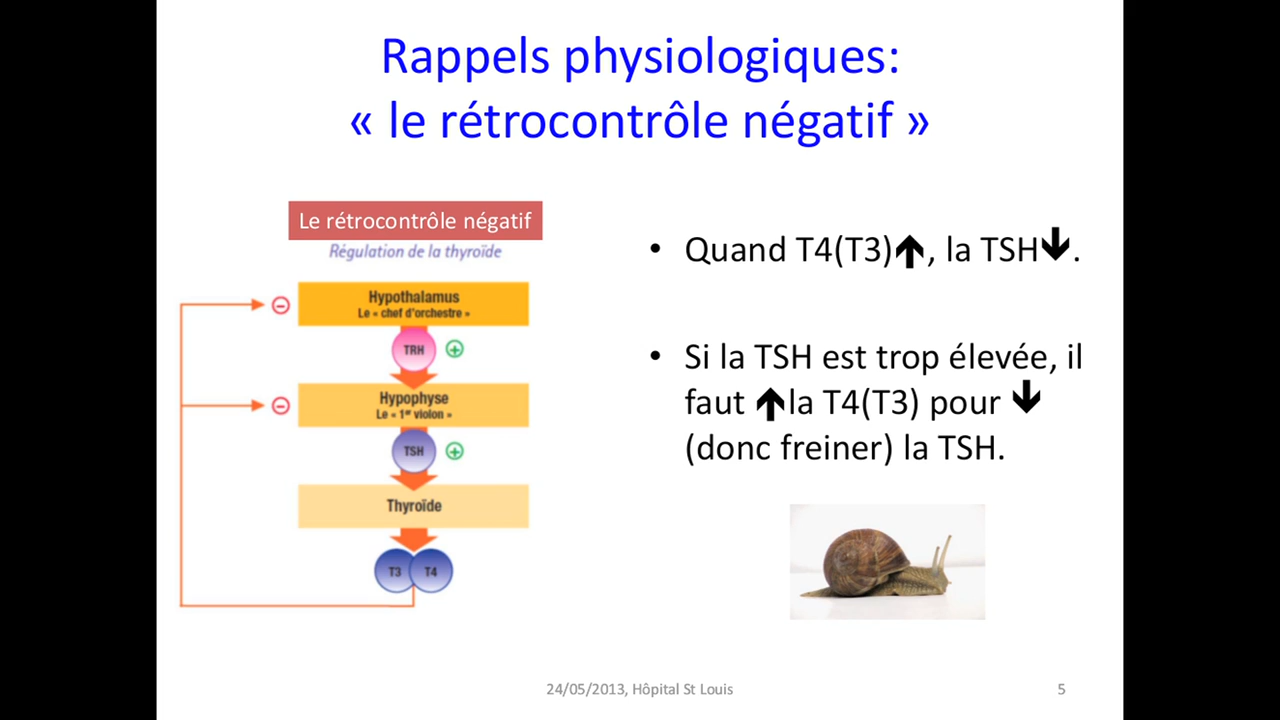 Rappels physiologiques:
« le rétrocontrôle négatif »
Le rétrocontrôle négatif
Régulation de la thyroïde
Hypothalamus
Le « chef d'orchestre »
TRH
Hypophyse
Le « 1er violon »
TSH
Thyroïde
T3 T4
• Quand T4(T3)🡅, la TSH🡇.
• Si la TSH est trop élevée, il
faut 🡅la T4(T3) pour 🡇
(donc freiner) la TSH.
24/05/2013, Hôpital St Louis
5